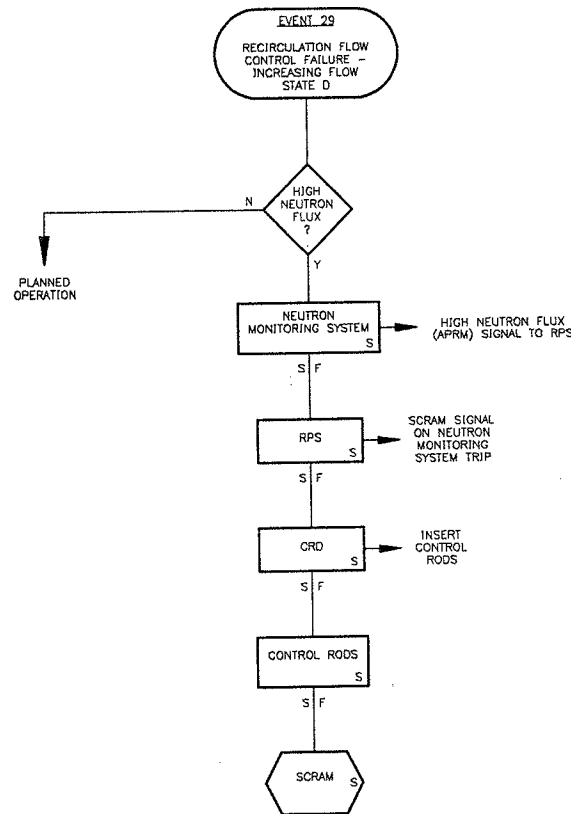 EVENT 29
RECIRCULATION FLOW
CONTROL FAILURE –
INCREASING FLOW
STATE D
HIGH
NEUTRON
FLUX
?
N
Y
PLANNED
OPERATION
NEUTRON
MONITORING SYSTEM
S
HIGH NEUTRON FLUX
(APRM) SIGNAL TO RPS
S F
RPS
S
SCRAM SIGNAL
ON NEUTRON
MONITORING
SYSTEM TRIP
S F
CRD
S
INSERT
CONTROL
RODS
S F
CONTROL RODS
S
S F
SCRAM
S